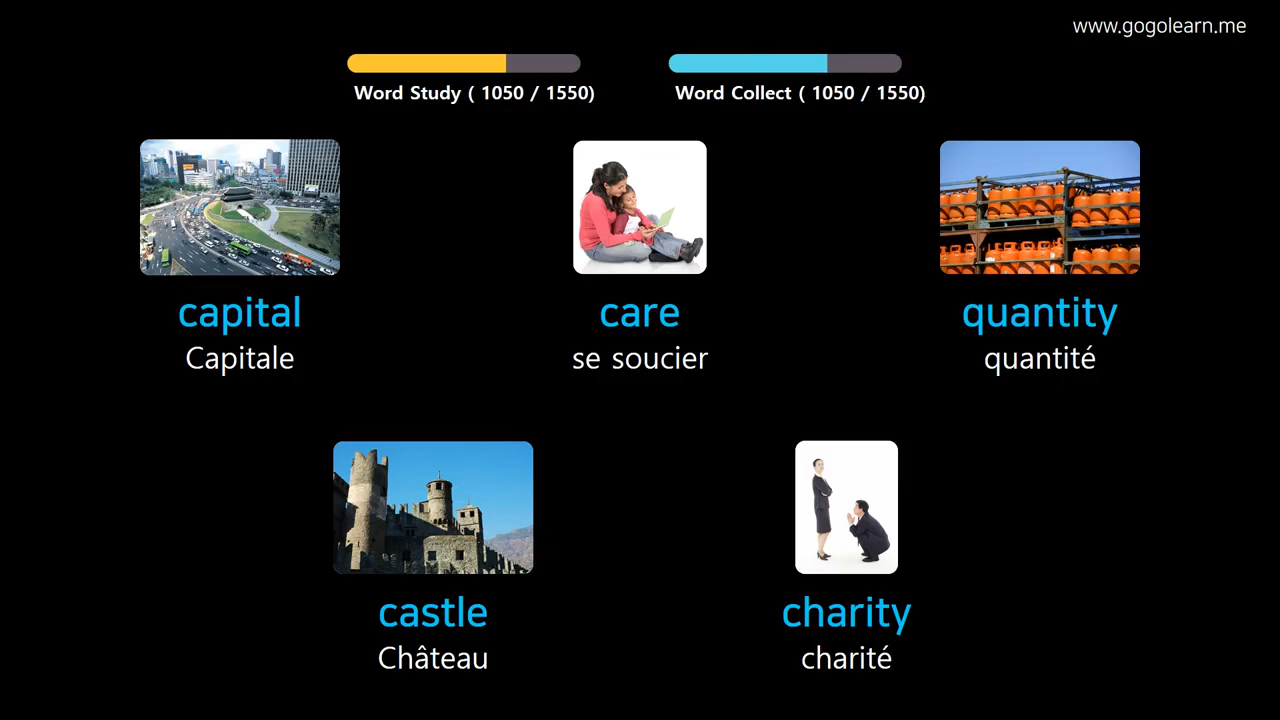 www.gogolearn.me
Word Study ( 1050 / 1550)
Word Collect ( 1050 / 1550)
capital
Capitale
care
se soucier
quantity
quantité
castle
Château
charity
charité